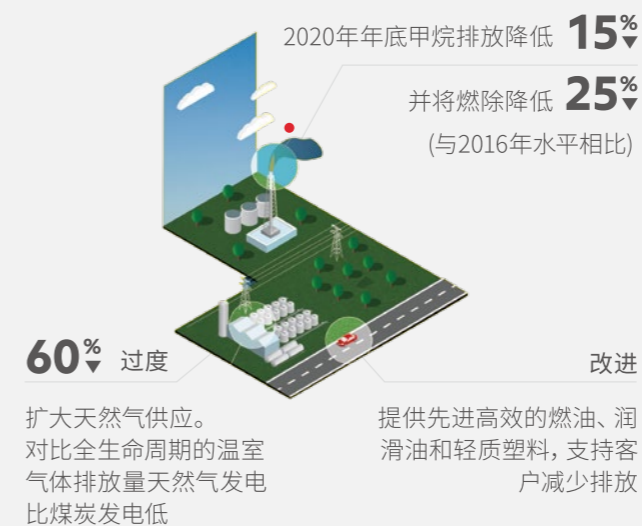 2020年年底甲烷排放降低 15%▼
并将燃除降低 25%▼
(与2016年水平相比)
60%▼ 过度
扩大天然气供应。
对比全生命周期的温室
气体排放量天然气发电
比煤炭发电低
改进
提供先进高效的燃油、润
滑油和轻质塑料，支持客
户减少排放